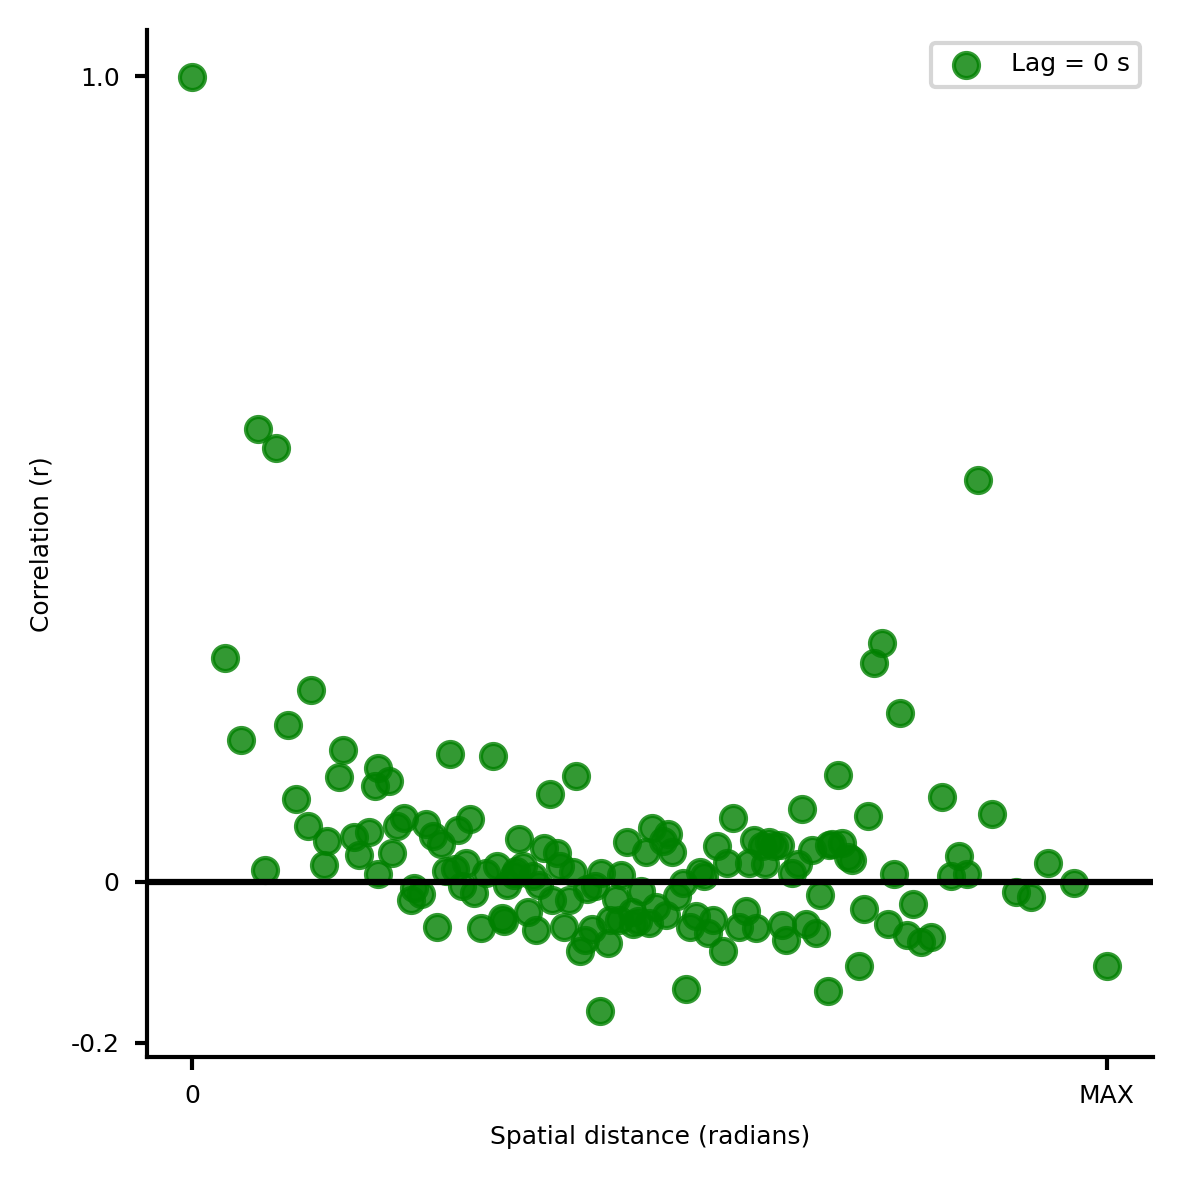 Lag = 0 s
1.0
0
-0.2
Correlation (r)
0
MAX
Spatial distance (radians)